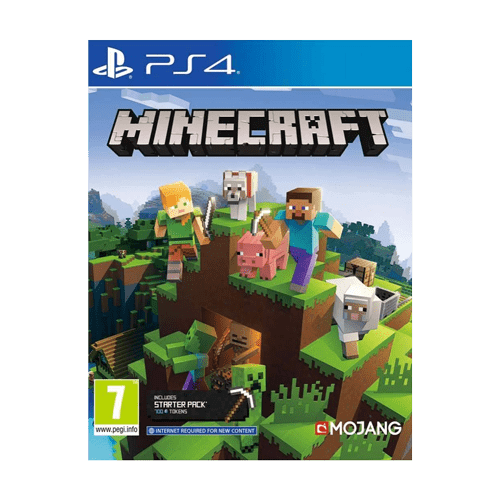 PS4
MINECRAFT
7
www.pegi.info
INCLUDES
STARTER PACK
700 TOKENS
INTERNET REQUIRED FOR NEW CONTENT
MOJANG